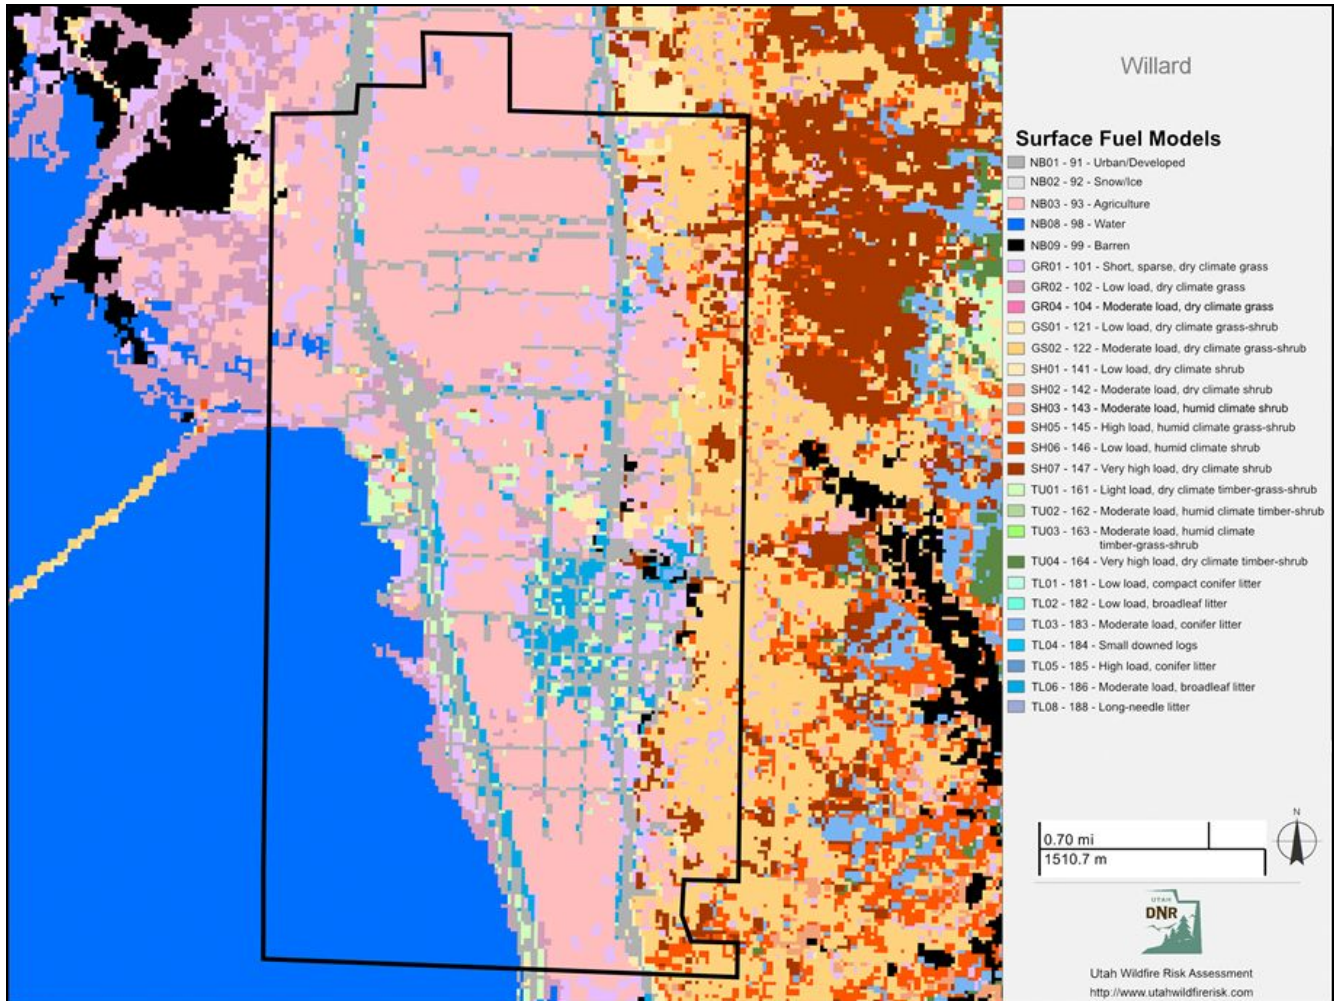 Willard
Surface Fuel Models
NB01 - 91 - Urban/Developed
NB02 - 92 - Snow/Ice
NB03 - 93 - Agriculture
NB08 - 98 - Water
NB09 - 99 - Barren
GR01 - 101 - Short, sparse, dry climate grass
GR02 - 102 - Low load, dry climate grass
GR04 - 104 - Moderate load, dry climate grass
GS01 - 121 - Low load, dry climate grass-shrub
GS02 - 122 - Moderate load, dry climate grass-shrub
SH01 - 141 - Low load, dry climate shrub
SH02 - 142 - Moderate load, dry climate shrub
SH03 - 143 - Moderate load, humid climate shrub
SH05 - 145 - High load, humid climate grass-shrub
SH06 - 146 - Low load, humid climate shrub
SH07 - 147 - Very high load, dry climate shrub
TU01 - 161 - Light load, dry climate timber-grass-shrub
TU02 - 162 - Moderate load, humid climate timber-shrub
TU03 - 163 - Moderate load, humid climate
timber-grass-shrub
TU04 - 164 - Very high load, dry climate timber-shrub
TL01 - 181 - Low load, compact conifer litter
TL02 - 182 - Low load, broadleaf litter
TL03 - 183 - Moderate load, conifer litter
TL04 - 184 - Small downed logs
TL05 - 185 - High load, conifer litter
TL06 - 186 - Moderate load, broadleaf litter
TL08 - 188 - Long-needle litter
N
0.70 mi
1510.7 m
UTAH
DNR
Utah Wildfire Risk Assessment
http://www.utahwildfirerisk.com